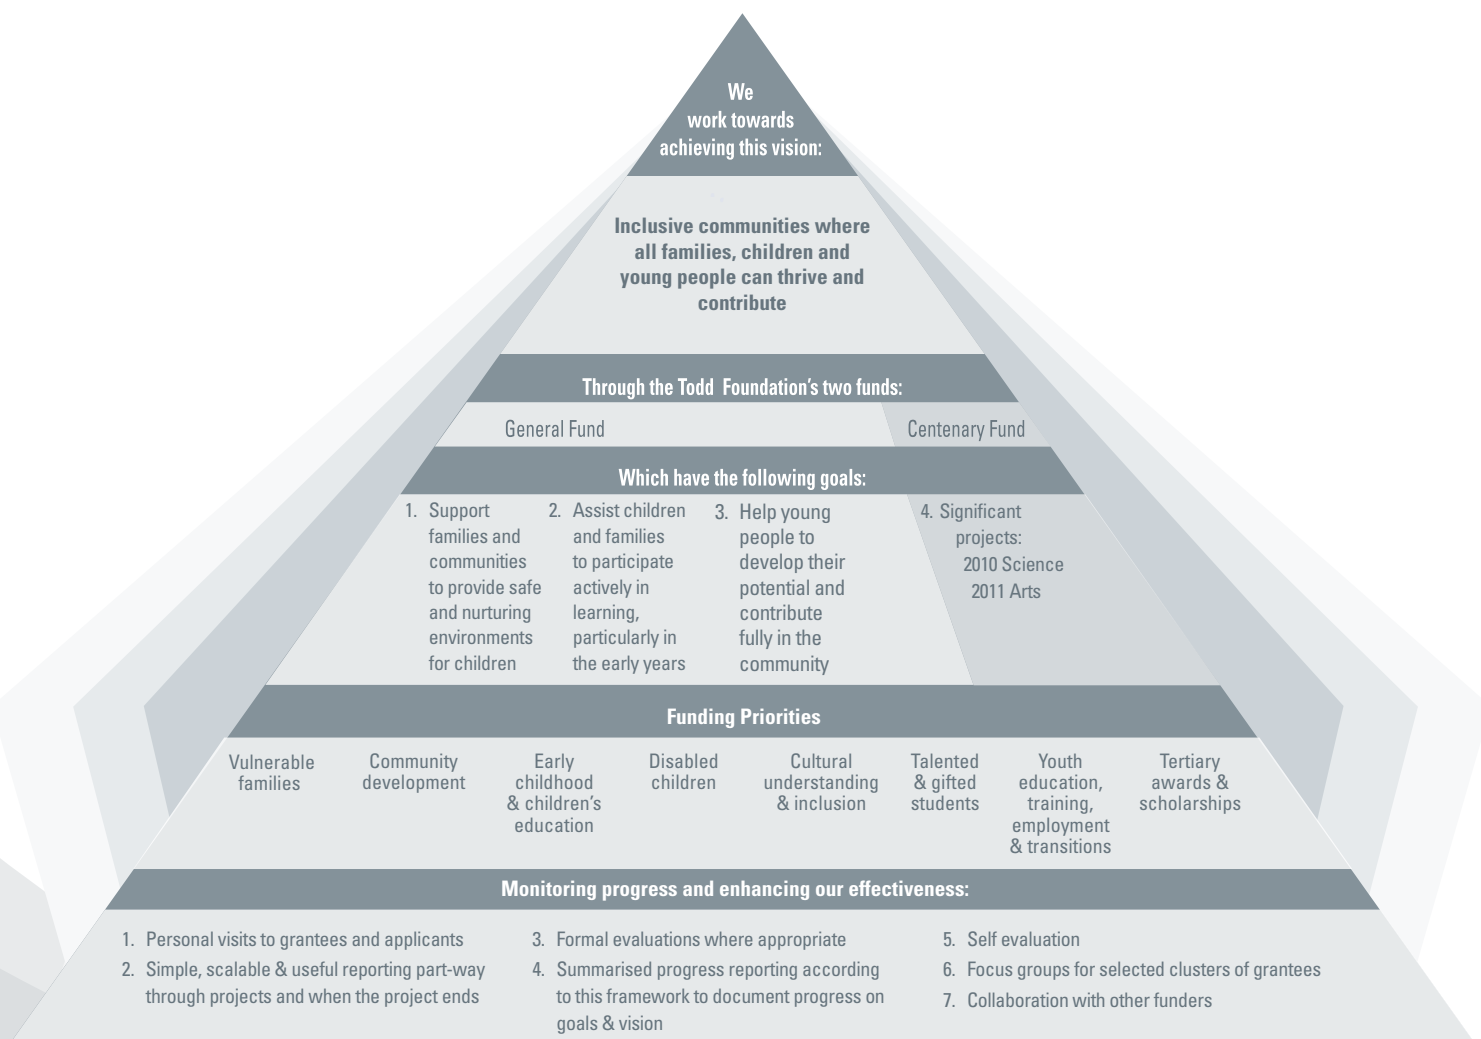 We
work towards
achieving this vision:
Inclusive communities where
all families, children and
young people can thrive and
contribute
Through the Todd Foundation's two funds:
General Fund
Centenary Fund
Which have the following goals:
1. Support
families and
communities
to provide safe
and nurturing
environments
for children
2. Assist children
and families
to participate
actively in
learning,
particularly in
the early years
3. Help young
people to
develop their
potential and
contribute
fully in the
community
4. Significant
projects:
2010 Science
2011 Arts
Funding Priorities
Vulnerable
families
Community
development
Early
childhood
& children's
education
Disabled
children
Cultural
understanding
& inclusion
Talented
& gifted
students
Youth
education,
training,
employment
& transitions
Tertiary
awards &
scholarships
Monitoring progress and enhancing our effectiveness:
1. Personal visits to grantees and applicants
2. Simple, scalable & useful reporting part-way
through projects and when the project ends
3. Formal evaluations where appropriate
4. Summarised progress reporting according
to this framework to document progress on
goals & vision
5. Self evaluation
6. Focus groups for selected clusters of grantees
7. Collaboration with other funders